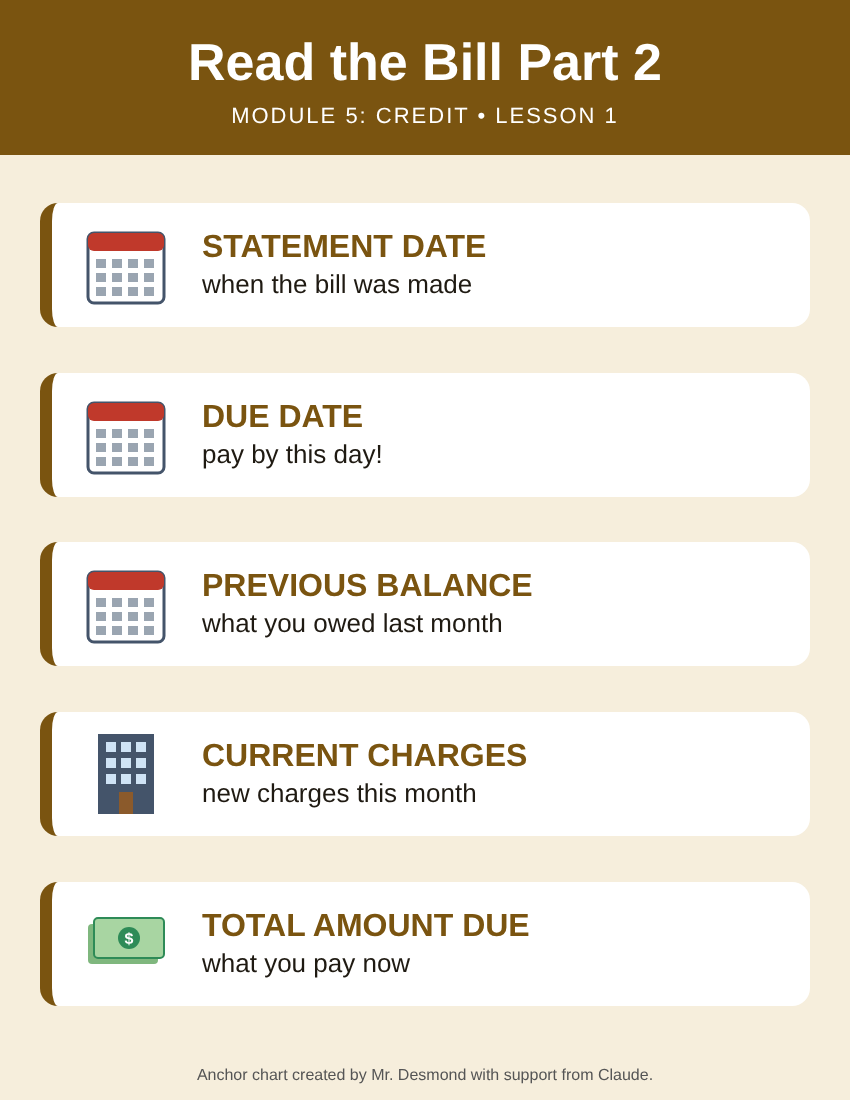 Read the Bill Part 2
MODULE 5: CREDIT • LESSON 1
STATEMENT DATE
when the bill was made
DUE DATE
pay by this day!
PREVIOUS BALANCE
what you owed last month
CURRENT CHARGES
new charges this month
$
TOTAL AMOUNT DUE
what you pay now
Anchor chart created by Mr. Desmond with support from Claude.